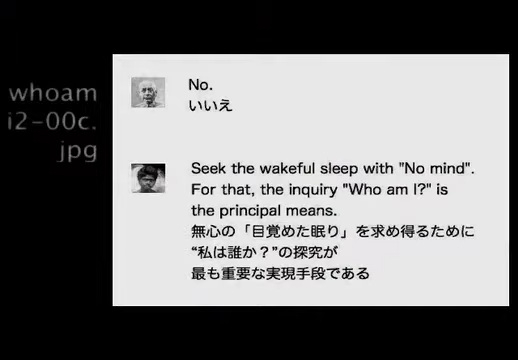 whoam
i2-00c.
jpg
No.
いいえ
Seek the wakeful sleep with "No mind".
For that, the inquiry "Who am I?" is
the principal means.
無心の「目覚めた眠り」を求め得るために
“私は誰か？”の探究が
最も重要な実現手段である